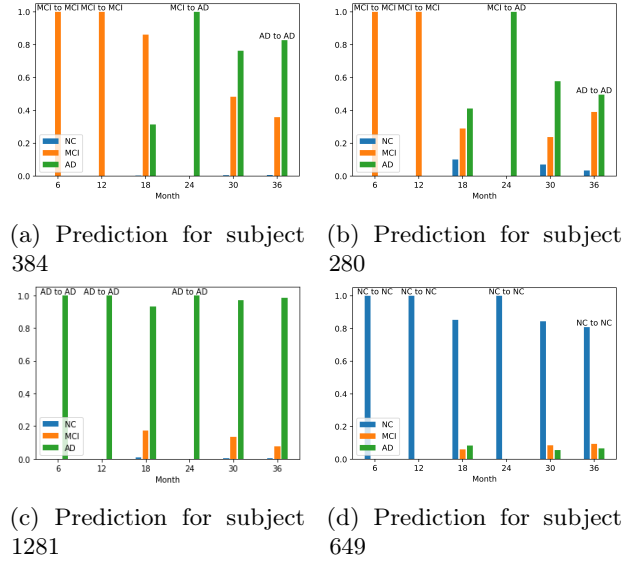 MCI to MCI MCI to MCI MCI to AD
AD to AD
1.0
0.8
0.6
0.4
0.2
0.0
NC
MCI
AD
6 12 18 24 30 36
Month
(a) Prediction for subject
384
MCI to MCI MCI to MCI MCI to AD
AD to AD
1.0
0.8
0.6
0.4
0.2
0.0
NC
MCI
AD
6 12 18 24 30 36
Month
(b) Prediction for subject
280
AD to AD AD to AD AD to AD
1.0
0.8
0.6
0.4
0.2
0.0
NC
MCI
AD
6 12 18 24 30 36
Month
(c) Prediction for subject
1281
NC to NC NC to NC NC to NC
NC to NC
1.0
0.8
0.6
0.4
0.2
0.0
NC
MCI
AD
6 12 18 24 30 36
Month
(d) Prediction for subject
649